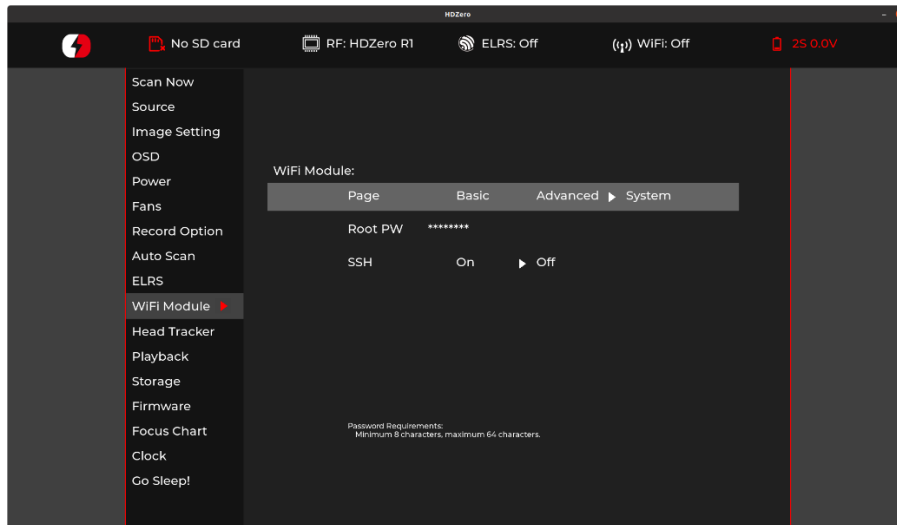 HDZero
No SD card RF: HDZero R1 ELRS: Off WiFi: Off 2S 0.0V
Scan Now
Source
Image Setting
OSD
Power
Fans
Record Option
Auto Scan
ELRS
WiFi Module
Head Tracker
Playback
Storage
Firmware
Focus Chart
Clock
Go Sleep!
WiFi Module:
Page Basic Advanced System
Root PW ********
SSH On Off
Password Requirements:
Minimum 8 characters, maximum 64 characters.